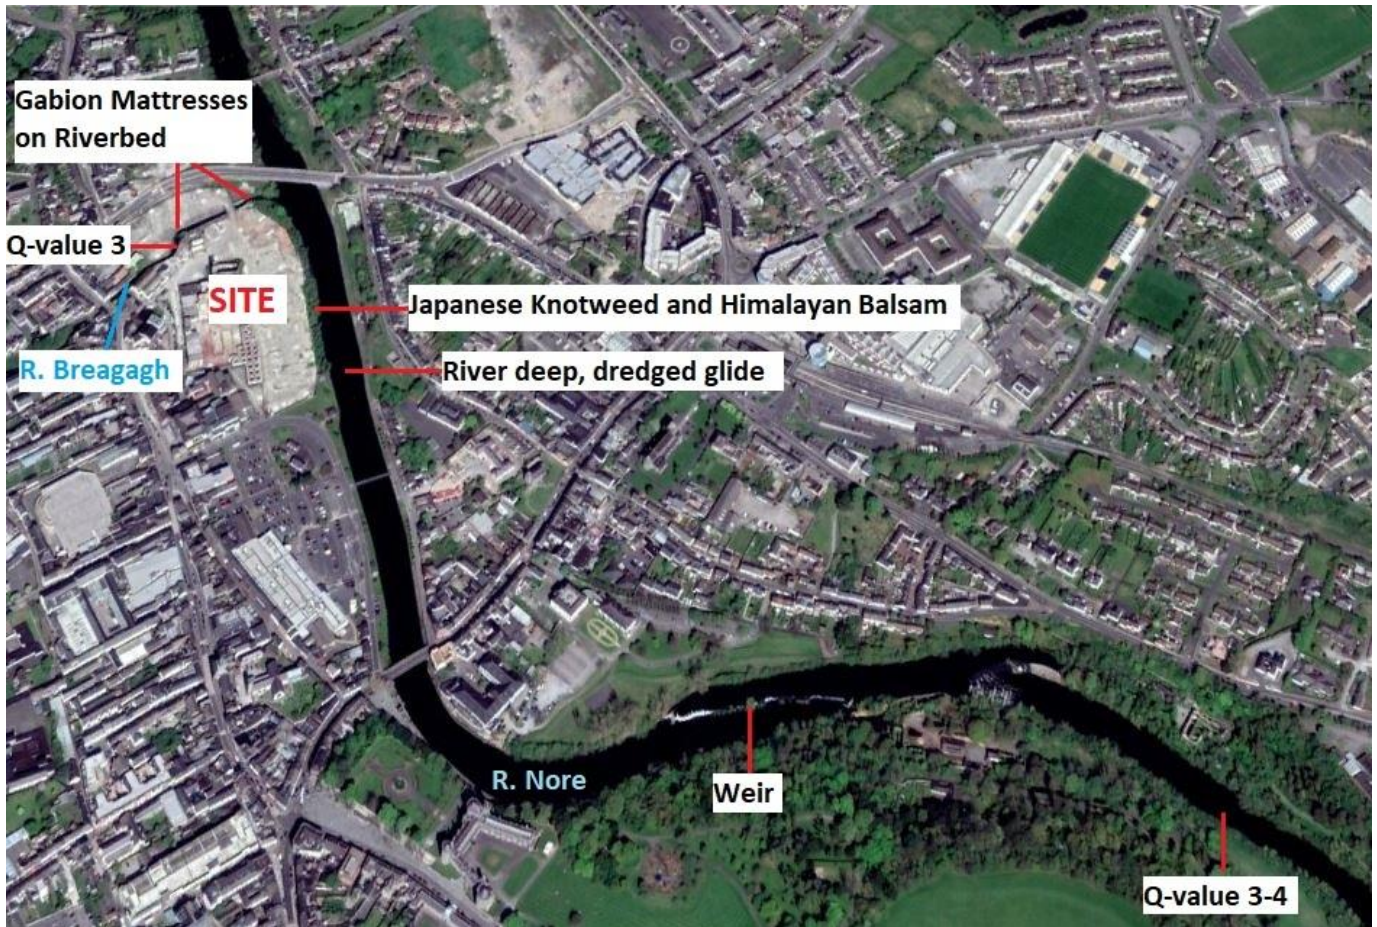 Gabion Mattresses
on Riverbed
Q-value 3
SITE
Japanese Knotweed and Himalayan Balsam
R. Breagagh
River deep, dredged glide
R. Nore
Weir
Q-value 3-4